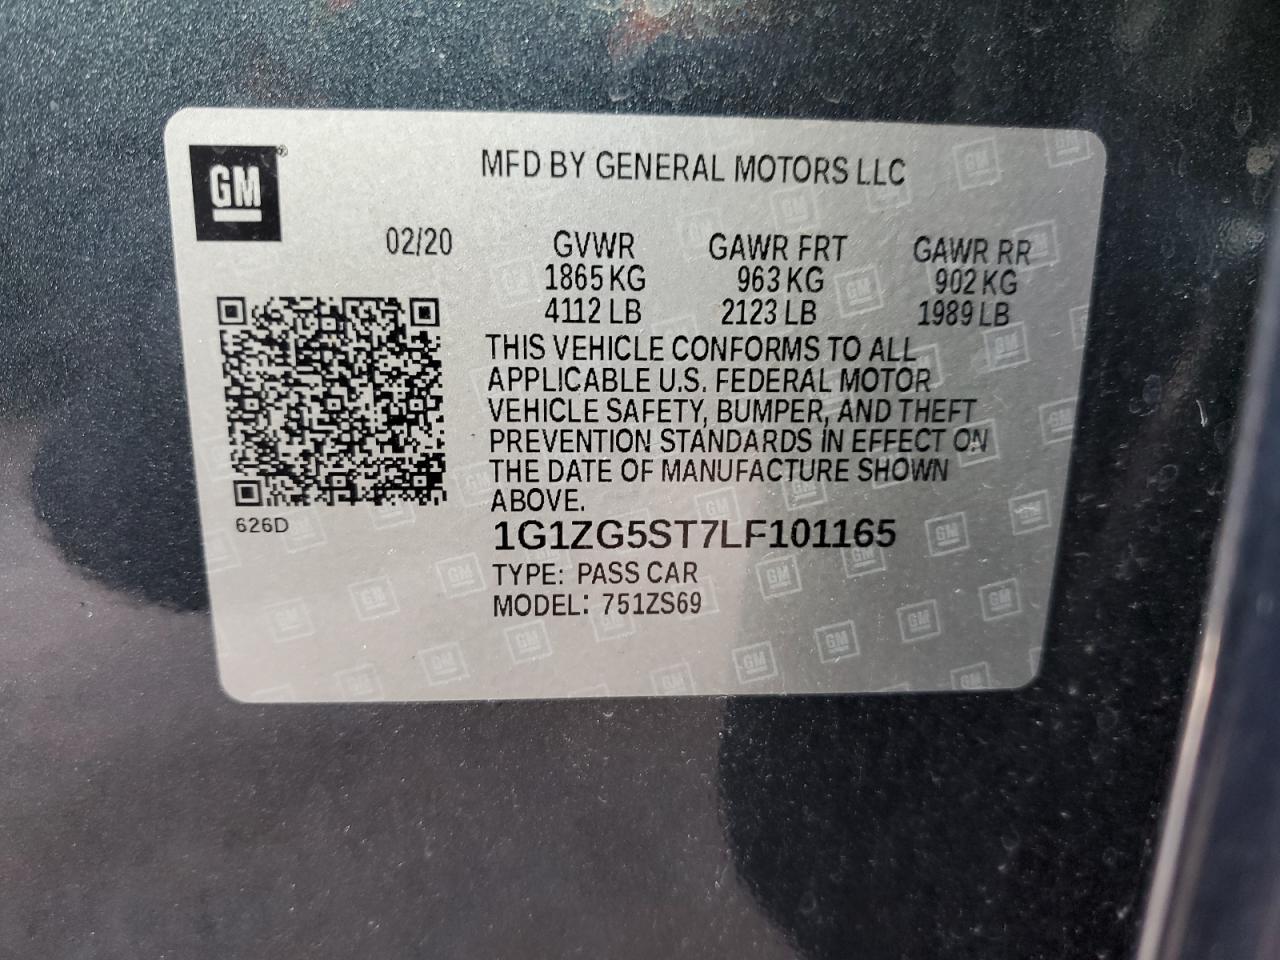 GM
MFD BY GENERAL MOTORS LLC
02/20
GVWR GAWR FRT GAWR RR
1865 KG 963 KG 902 KG
4112 LB 2123 LB 1989 LB
THIS VEHICLE CONFORMS TO ALL
APPLICABLE U.S. FEDERAL MOTOR
VEHICLE SAFETY, BUMPER, AND THEFT
PREVENTION STANDARDS IN EFFECT ON
THE DATE OF MANUFACTURE SHOWN
ABOVE.
626D
1G1ZG5ST7LF101165
TYPE: PASS CAR
MODEL: 751ZS69